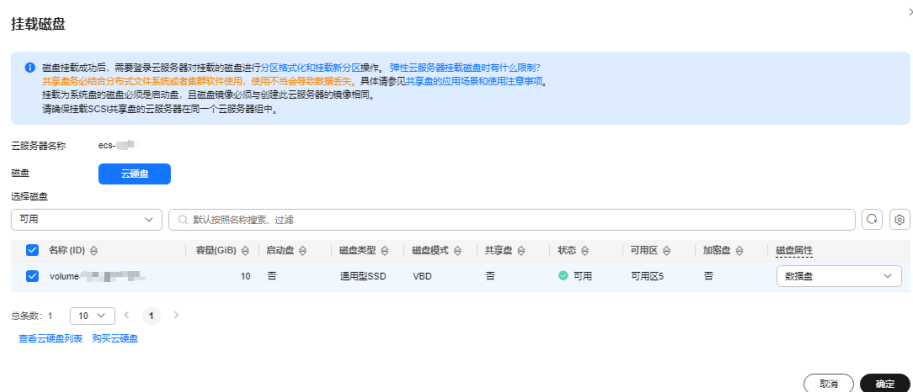 挂载磁盘
磁盘挂载成功后，需要登录云服务器对挂载的磁盘进行分区格式化和挂载新分区操作。 弹性云服务器挂载磁盘时有什么限制?
共享盘务必结合分布式文件系统或者集群软件使用，使用不当会导致数据丢失。具体请参见共享盘的应用场景和使用注意事项。
挂载为系统盘的磁盘必须是启动盘，且磁盘镜像必须与创建此云服务器的镜像相同。
请确保挂载SCSI共享盘的云服务器在同一个云服务器组中。
云服务器名称 ecs-
磁盘 云硬盘
选择磁盘
可用 默认按照名称搜索、过滤
名称 (ID) 容量(GiB) 启动盘 磁盘类型 磁盘模式 共享盘 状态 可用区 加密盘 磁盘属性
volume 10 否 通用型SSD VBD 否 可用 可用区5 否 数据盘
总条数: 1 10 < 1 >
查看云硬盘列表 购买云硬盘
取消 确定